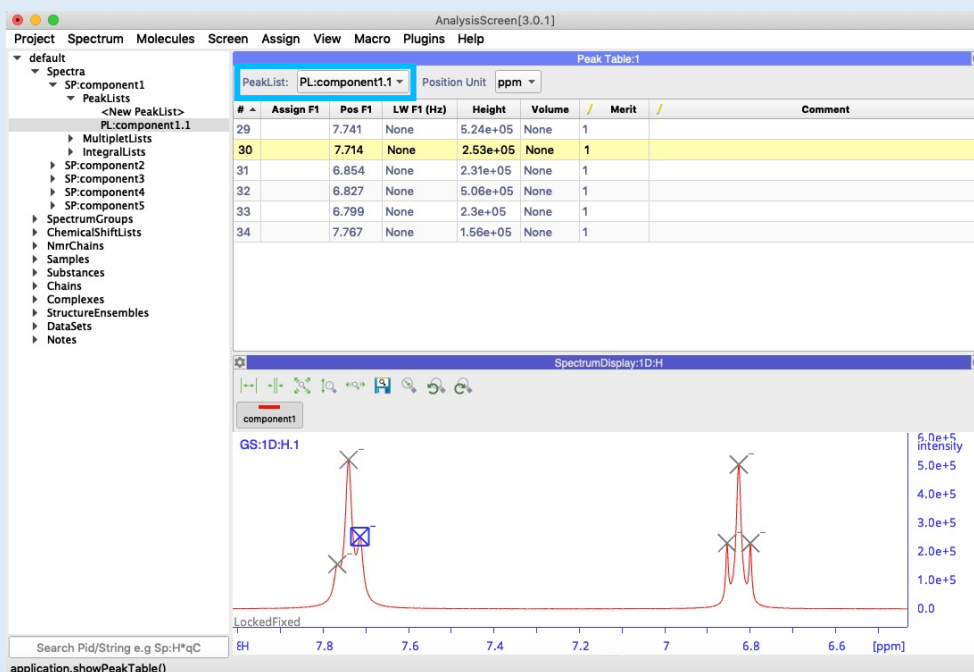 AnalysisScreen[3.0.1]
Project Spectrum Molecules Screen Assign View Macro Plugins Help
default
Spectra
SP:component1
PeakLists
<New PeakList>
PL:component1.1
MultipletLists
IntegralLists
SP:component2
SP:component3
SP:component4
SP:component5
SpectrumGroups
ChemicalShiftLists
NmrChains
Samples
Substances
Chains
Complexes
StructureEnsembles
DataSets
Notes
Search Pid/String e.g Sp:H*qC
application.showPeakTable()
Peak Table:1
PeakList: PL:component1.1 Position Unit ppm
# Assign F1 Pos F1 LW F1 (Hz) Height Volume Merit Comment
29 7.741 None 5.24e+05 None 1
30 7.714 None 2.53e+05 None 1
31 6.854 None 2.31e+05 None 1
32 6.827 None 5.06e+05 None 1
33 6.799 None 2.3e+05 None 1
34 7.767 None 1.56e+05 None 1
SpectrumDisplay:1D:H
component1
GS:1D:H.1
6.0e+5
intensity
5.0e+5
4.0e+5
3.0e+5
2.0e+5
1.0e+5
0.0
LockedFixed
7.8 7.6 7.4 7.2 7 6.8 6.6 [ppm]